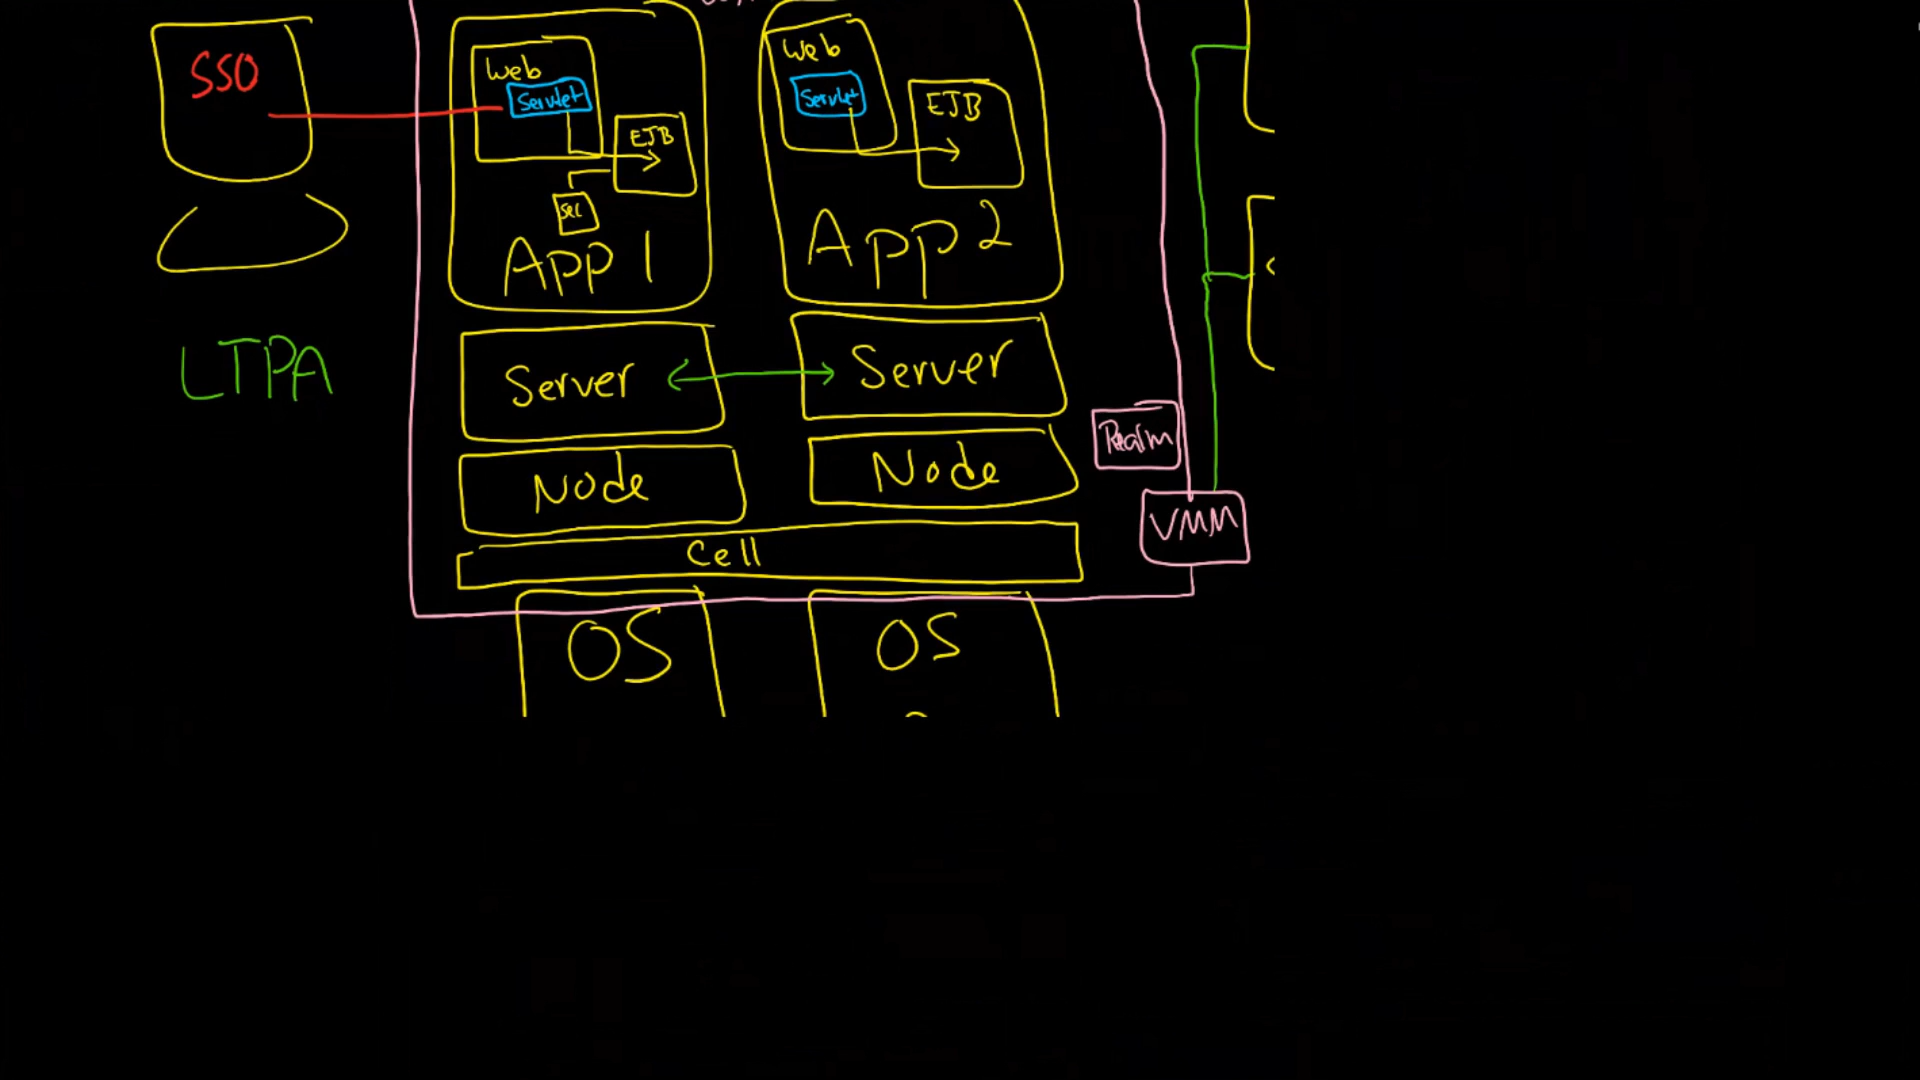 SSO
Web
Servlet
EJB
Sec
App 1
Web
Servlet
EJB
App 2
LTPA
Server
Server
Node
Node
Realm
VMM
Cell
OS
OS